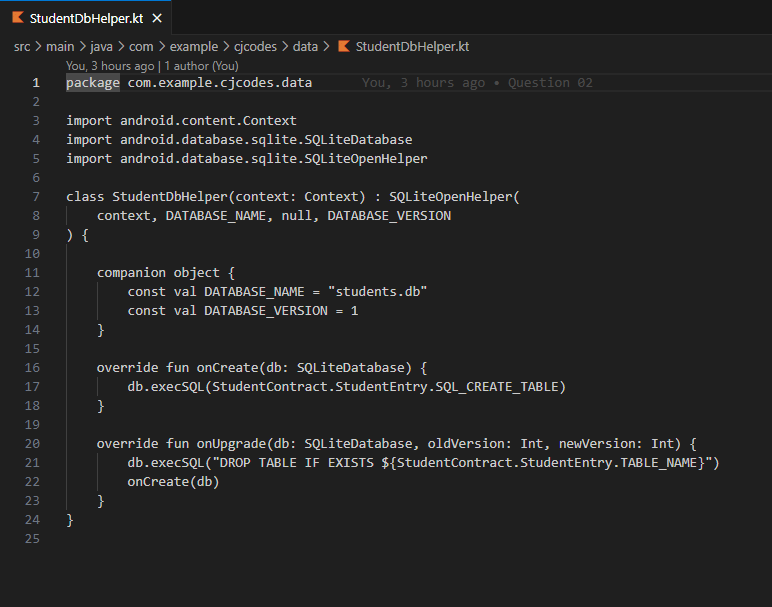 StudentDbHelper.kt
src > main > java > com > example > cjcodes > data > StudentDbHelper.kt
You, 3 hours ago | 1 author (You)
1 package com.example.cjcodes.data You, 3 hours ago • Question 02
2
3 import android.content.Context
4 import android.database.sqlite.SQLiteDatabase
5 import android.database.sqlite.SQLiteOpenHelper
6
7 class StudentDbHelper(context: Context) : SQLiteOpenHelper(
8     context, DATABASE_NAME, null, DATABASE_VERSION
9 ) {
10
11     companion object {
12         const val DATABASE_NAME = "students.db"
13         const val DATABASE_VERSION = 1
14     }
15
16     override fun onCreate(db: SQLiteDatabase) {
17         db.execSQL(StudentContract.StudentEntry.SQL_CREATE_TABLE)
18     }
19
20     override fun onUpgrade(db: SQLiteDatabase, oldVersion: Int, newVersion: Int) {
21         db.execSQL("DROP TABLE IF EXISTS ${StudentContract.StudentEntry.TABLE_NAME}")
22         onCreate(db)
23     }
24 }
25